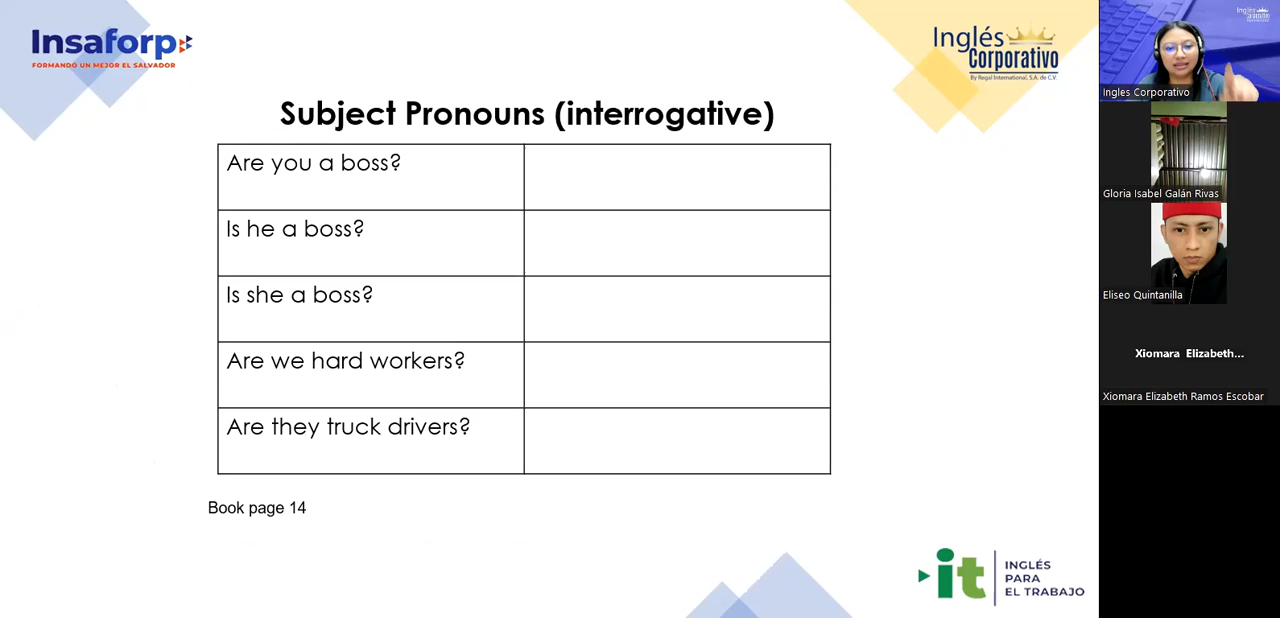 Insaforp
FORMANDO UN MEJOR EL SALVADOR
Inglés
Corporativo
By Regal International, S.A. de C.V.
Subject Pronouns (interrogative)
Are you a boss?
Is he a boss?
Is she a boss?
Are we hard workers?
Are they truck drivers?
Book page 14
it
INGLÉS
PARA
EL TRABAJO
Ingles Corporativo
Gloria Isabel Galán Rivas
Eliseo Quintanilla
Xiomara Elizabeth...
Xiomara Elizabeth Ramos Escobar